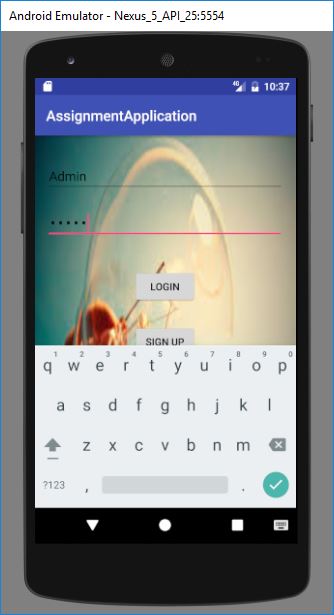 Android Emulator - Nexus_5_API_25:5554
4G 10:37
AssignmentApplication
Admin
•••••
LOGIN
SIGN UP
1 2 3 4 5 6 7 8 9 0
q w e r t y u i o p
a s d f g h j k l
z x c v b n m
?123 , .